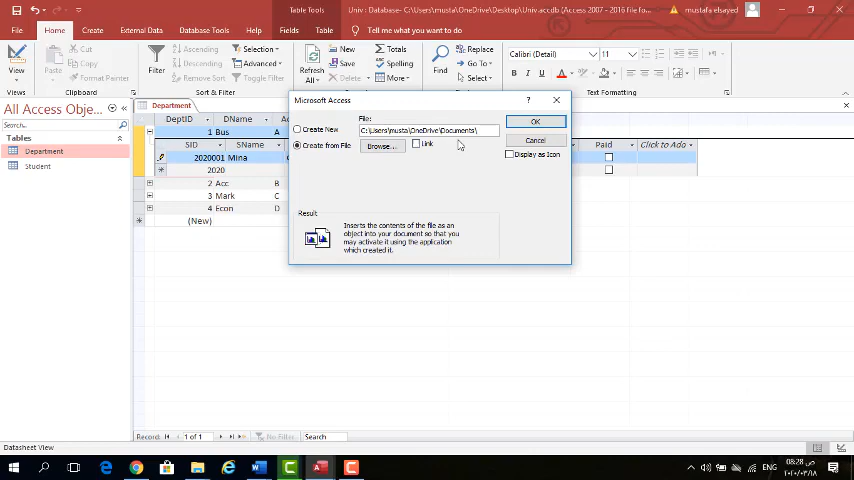 Table Tools
Univ : Database- C:\Users\musta\OneDrive\Desktop\Univ.accdb (Access 2007 - 2016 file fo...
mustafa elsayed
File
Home
Create
External Data
Database Tools
Fields
Table
Tell me what you want to do
View
Paste
Cut
Copy
Format Painter
Filter
Ascending
Descending
Remove Sort
Selection
Advanced
Toggle Filter
Refresh
All
New
Save
Delete
Totals
Spelling
More
Find
Replace
Go To
Select
Calibri (Detail)
11
B I U
Views
Clipboard
Sort & Filter
Text Formatting
All Access Obje...
Search...
Tables
Department
Student
Department
DeptID
DName
1 Bus A
SID
SName
Paid
Click to Add
2020001 Mina
2020
2 Acc B
3 Mark C
4 Econ D
(New)
Microsoft Access
?
Create New
Create from File
File:
C:\Users\musta\OneDrive\Documents\
Browse...
Link
OK
Cancel
Display as Icon
Result
Inserts the contents of the file as an
object into your document so that you
may activate it using the application
which created it.
Record:
1 of 1
No Filter
Search
Datasheet View
ENG
08:28 ص
٢٠٢٠/٠٣/١٨